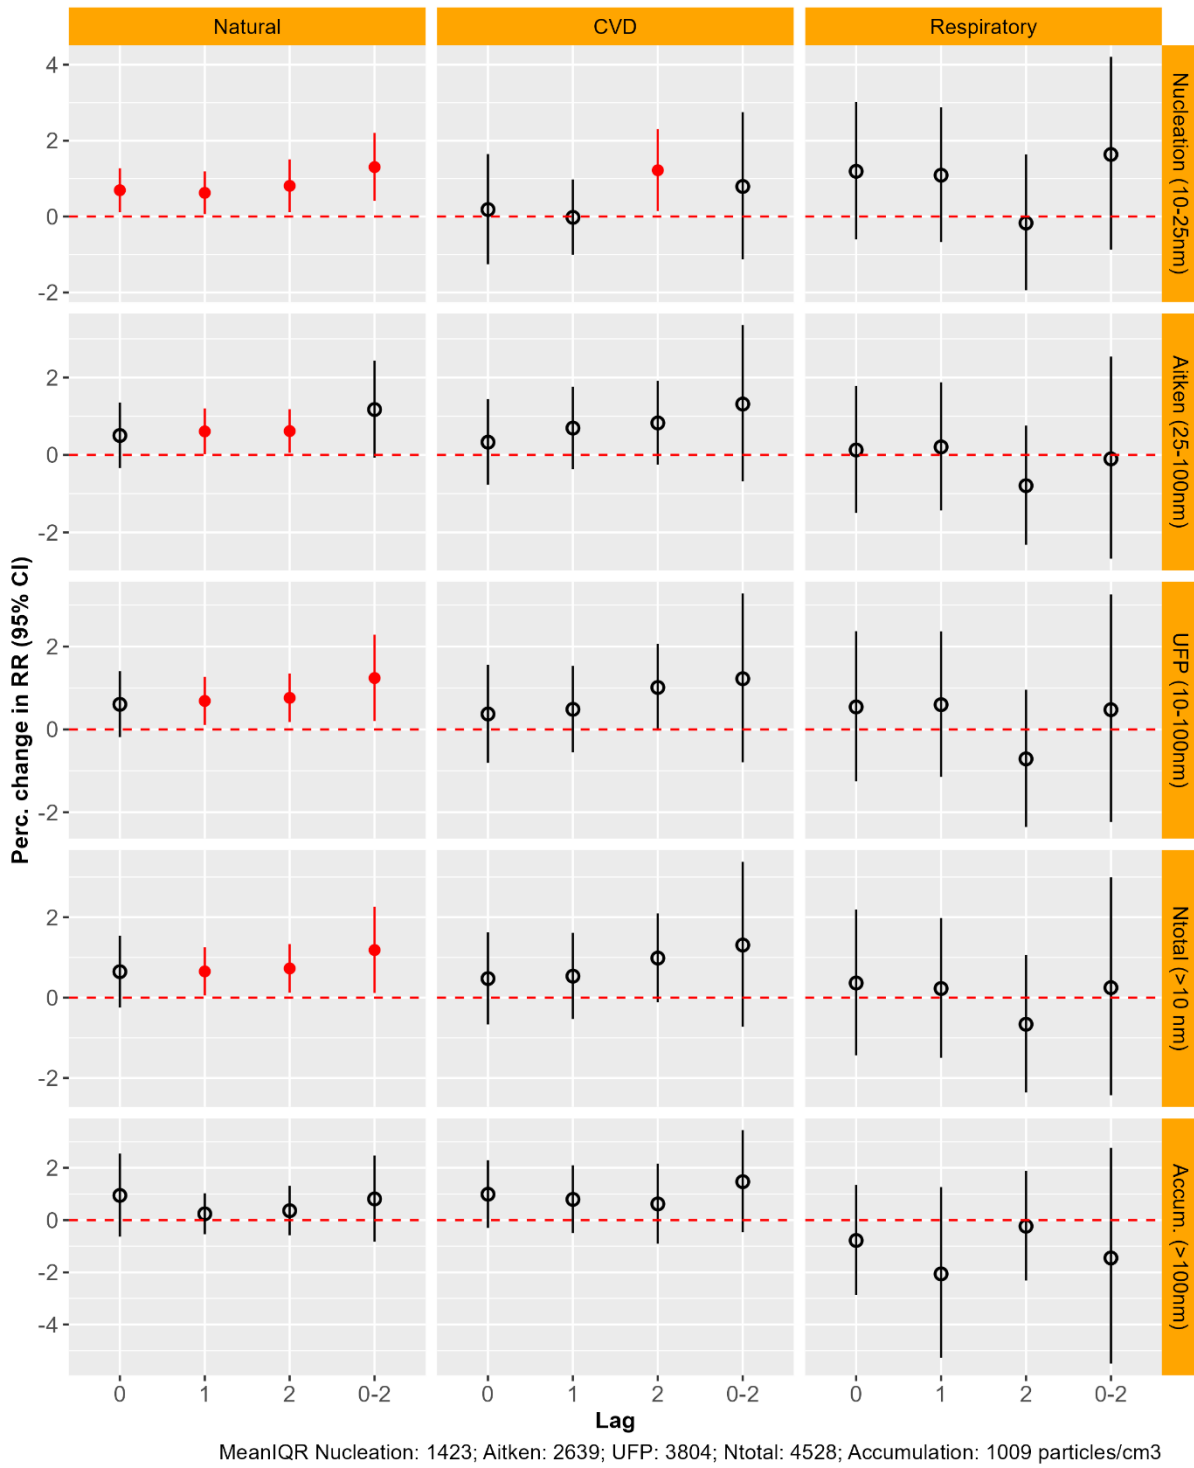 Natural
CVD
Respiratory
4
2
0
-2
Nucleation (10-25nm)
2
0
-2
Aitken (25-100nm)
2
0
-2
UFP (10-100nm)
2
0
-2
Ntotal (>10 nm)
2
0
-2
-4
Accum. (>100nm)
Perc. change in RR (95% CI)
0 1 2 0-2
0 1 2 0-2
0 1 2 0-2
Lag
MeanIQR Nucleation: 1423; Aitken: 2639; UFP: 3804; Ntotal: 4528; Accumulation: 1009 particles/cm3